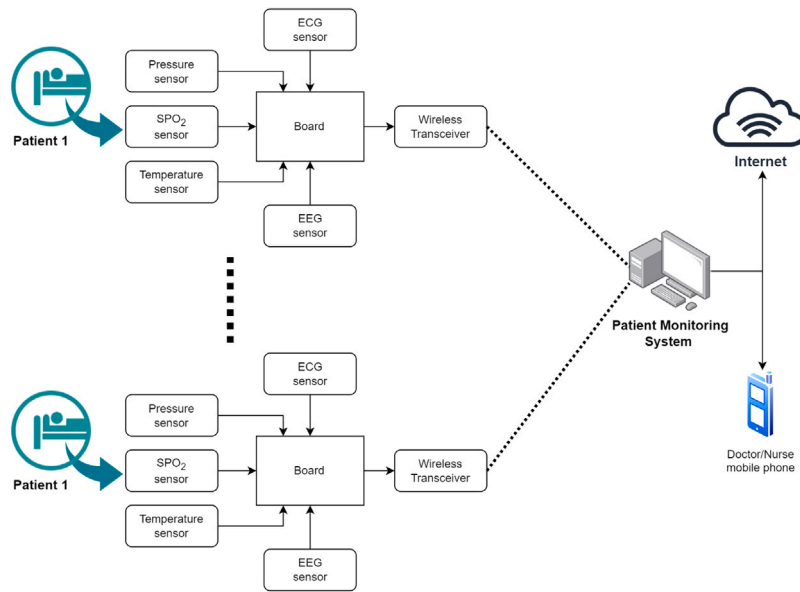 ECG
sensor
Pressure
sensor
Patient 1
SPO₂
sensor
Board
Wireless
Transceiver
Temperature
sensor
EEG
sensor
Internet
Patient Monitoring
System
ECG
sensor
Pressure
sensor
Patient 1
SPO₂
sensor
Board
Wireless
Transceiver
Temperature
sensor
EEG
sensor
Doctor/Nurse
mobile phone